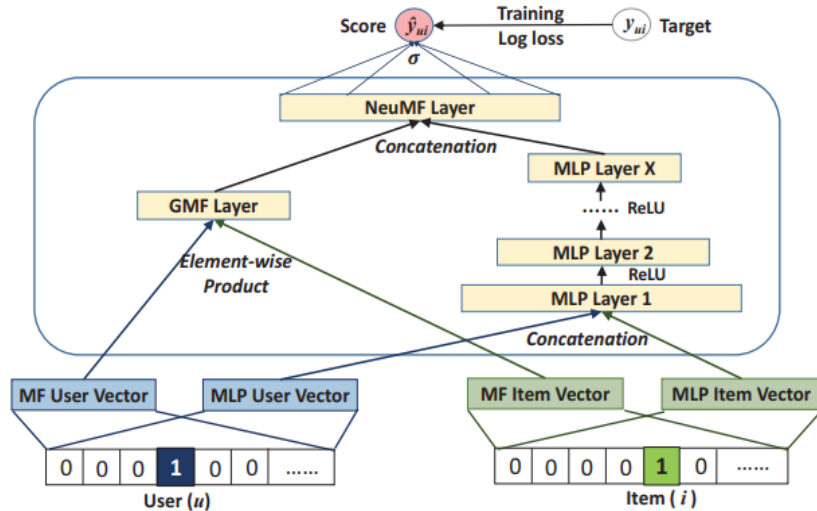 Score ŷui Training yui Target
Log loss
σ
NeuMF Layer
Concatenation
MLP Layer X
GMF Layer
...... ReLU
Element-wise
Product
MLP Layer 2
ReLU
MLP Layer 1
Concatenation
MF User Vector MLP User Vector MF Item Vector MLP Item Vector
0 0 0 1 0 0 ...... 0 0 0 0 1 0 ......
User (u) Item ( i )